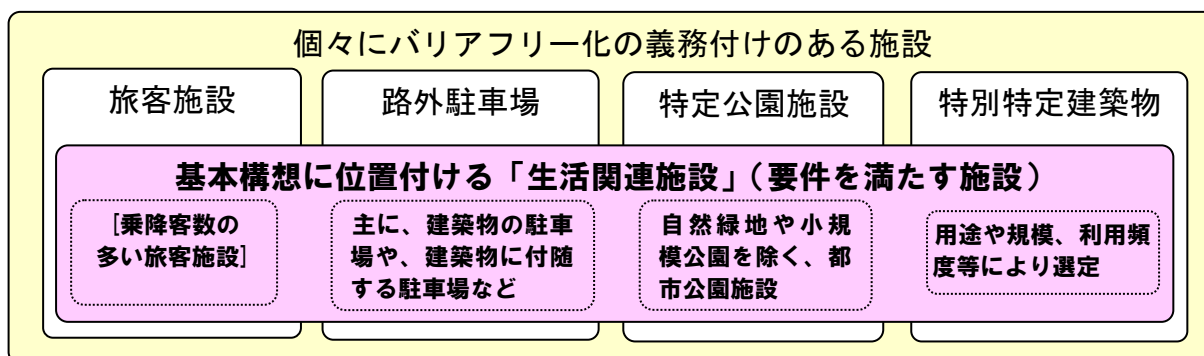 個々にバリアフリー化の義務付けのある施設
旅客施設
路外駐車場
特定公園施設
特別特定建築物
基本構想に位置付ける「生活関連施設」（要件を満たす施設）
[乗降客数の
多い旅客施設]
主に、建築物の駐車
場や、建築物に付随
する駐車場など
自然緑地や小規
模公園を除く、都
市公園施設
用途や規模、利用頻
度等により選定